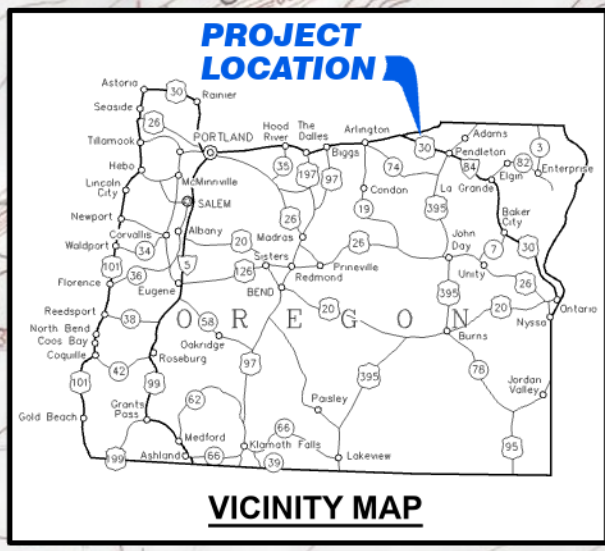 PROJECT
LOCATION
Astoria
30
Rainier
Seaside
26
Tillamook
PORTLAND
Hood
River
The
Dalles
Arlington
Adams
30
Pendleton
3
Hebo
35
197
Biggs
97
74
84
82
Enterprise
Elgin
La Grande
McMinnville
Lincoln
City
SALEM
Condon
19
395
Baker
City
Newport
26
Corvallis
Albany
20
Madras
26
John
Day
7
30
Waldport
34
Sisters
Prineville
Unity
101
36
5
126
Redmond
26
Florence
Eugene
BEND
395
20
Ontario
Reedsport
38
OREGON
20
Nyssa
North Bend
Coos Bay
58
Oakridge
Burns
Coquille
Roseburg
97
78
42
395
101
99
Jordan
Valley
62
Paisley
Gold Beach
Grants
Pass
Medford
66
Klamath Falls
95
199
Ashland
66
39
Lakeview
VICINITY MAP